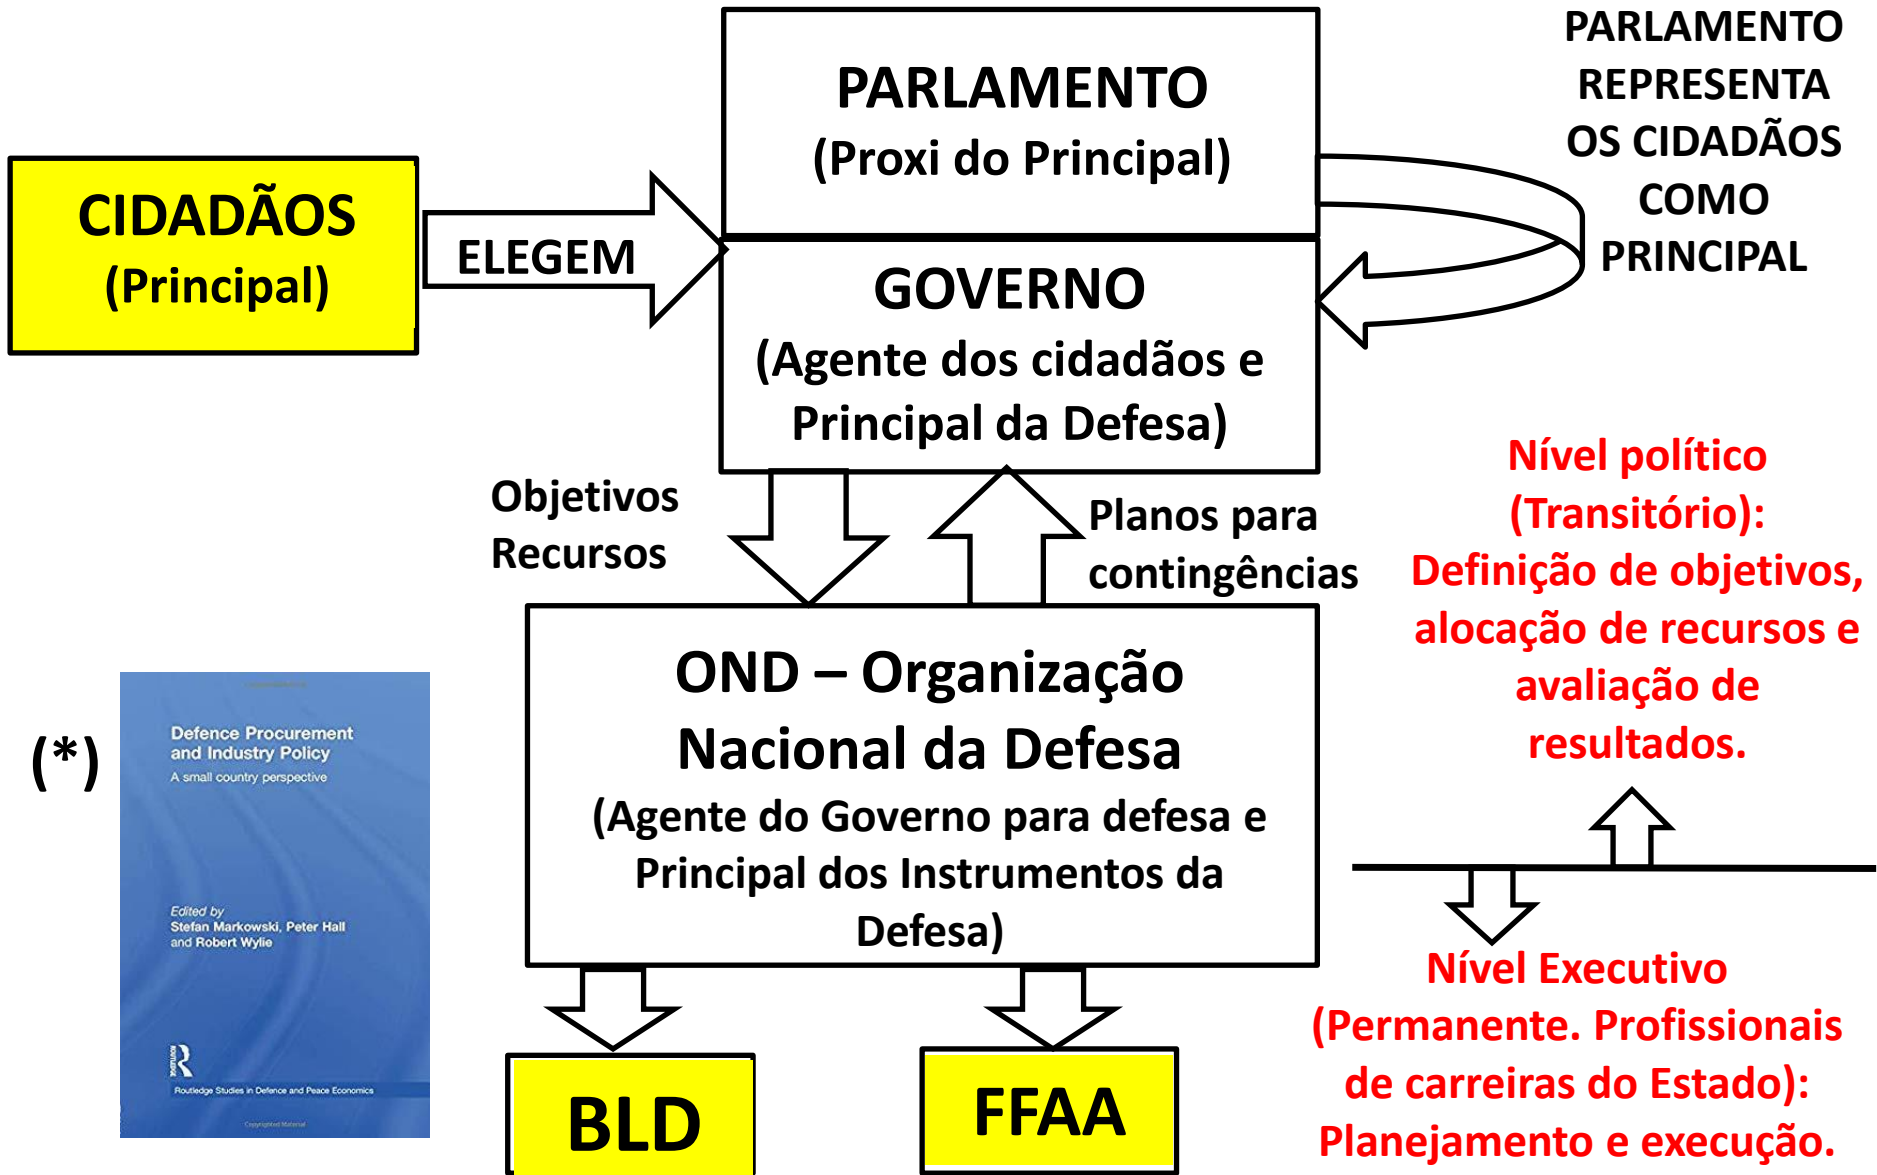 PARLAMENTO
(Proxi do Principal)
PARLAMENTO
REPRESENTA
OS CIDADÃOS
COMO
PRINCIPAL
CIDADÃOS
(Principal)
ELEGEM
GOVERNO
(Agente dos cidadãos e
Principal da Defesa)
Objetivos
Recursos
Planos para
contingências
Nível político
(Transitório):
Definição de objetivos,
alocação de recursos e
avaliação de
resultados.
OND – Organização
Nacional da Defesa
(Agente do Governo para defesa e
Principal dos Instrumentos da
Defesa)
(*)
Defence Procurement
and Industry Policy
A small country perspective
Edited by
Stefan Markowski, Peter Hall
and Robert Wylie
R
ROUTLEDGE
Routledge Studies in Defence and Peace Economics
Copyrighted Material
Nível Executivo
(Permanente. Profissionais
de carreiras do Estado):
Planejamento e execução.
BLD
FFAA